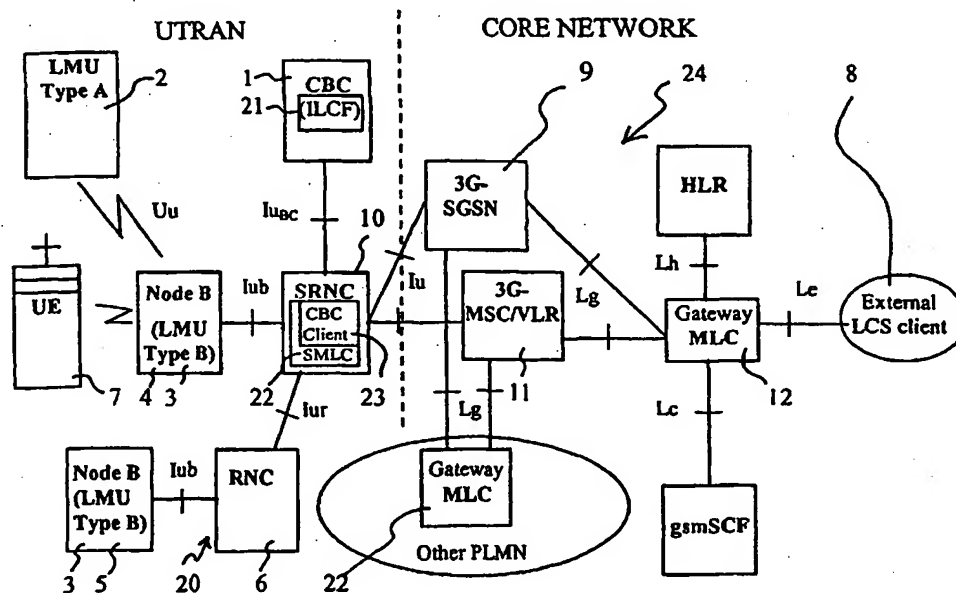 UTRAN
CORE NETWORK
LMU
Type A
2
1
CBC
(ILCF)
21
9
24
8
Uu
IuBC
10
3G-
SGSN
HLR
Iu
Lh
UE
7
Node B
(LMU
Type B)
4
3
Iub
SRNC
CBC
Client
SMLC
22
23
3G-
MSC/VLR
11
Lg
Gateway
MLC
12
Le
External
LCS client
Iur
Lg
Lc
Node B
(LMU
Type B)
3
5
Iub
20
RNC
6
Gateway
MLC
22
Other PLMN
gsmSCF